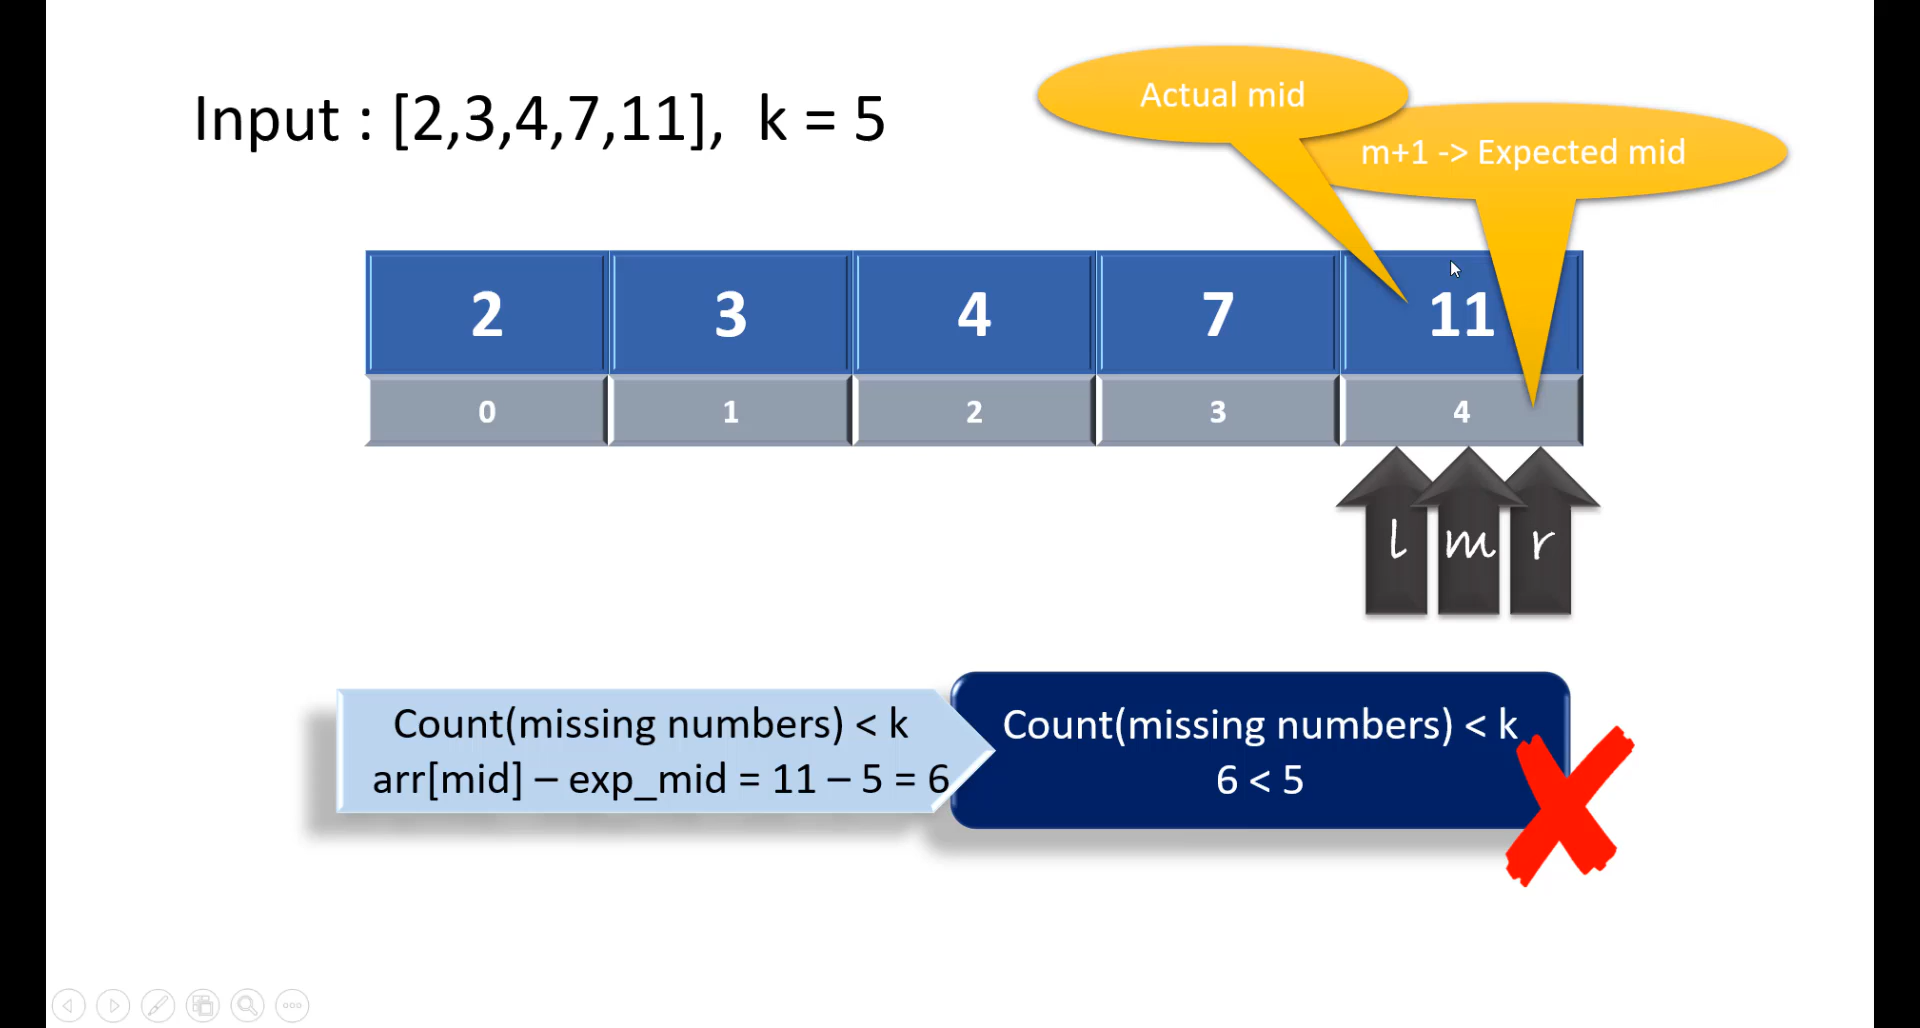 Input : [2,3,4,7,11],  k = 5
Actual mid
m+1 -> Expected mid
2 3 4 7 11
0 1 2 3 4
l m r
Count(missing numbers) < k
arr[mid] – exp_mid = 11 – 5 = 6
Count(missing numbers) < k
6 < 5